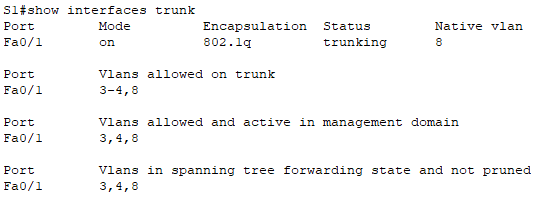 S1#show interfaces trunk
Port        Mode         Encapsulation  Status        Native vlan
Fa0/1       on           802.1q         trunking      8
Port        Vlans allowed on trunk
Fa0/1       3-4,8
Port        Vlans allowed and active in management domain
Fa0/1       3,4,8
Port        Vlans in spanning tree forwarding state and not pruned
Fa0/1       3,4,8